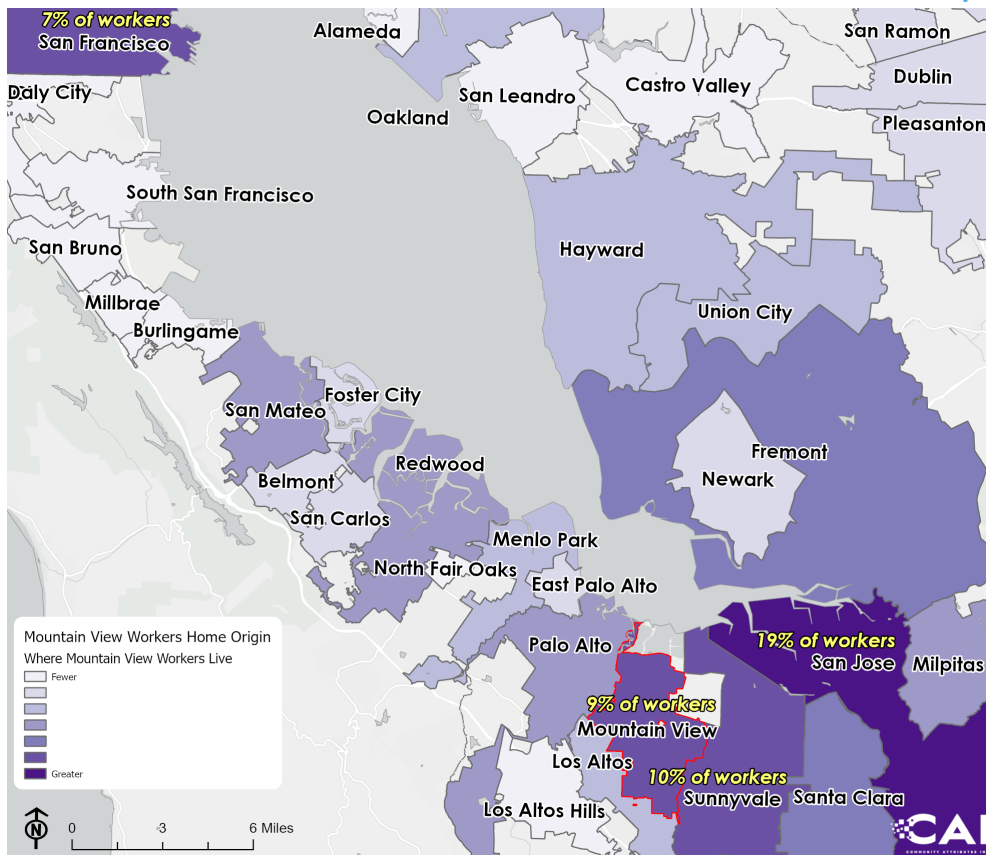 7% of workers
San Francisco
Alameda
San Ramon
Daly City
Oakland
San Leandro
Castro Valley
Dublin
Pleasanton
South San Francisco
San Bruno
Hayward
Millbrae
Burlingame
Union City
San Mateo
Foster City
Redwood
Belmont
San Carlos
Fremont
Newark
Menlo Park
North Fair Oaks
East Palo Alto
Palo Alto
19% of workers
San Jose
Milpitas
9% of workers
Mountain View
Los Altos
10% of workers
Sunnyvale
Santa Clara
Los Altos Hills
Mountain View Workers Home Origin
Where Mountain View Workers Live
Fewer
Greater
N
0 3 6 Miles
CAI
COMMUNITY ATTRIBUTES IN